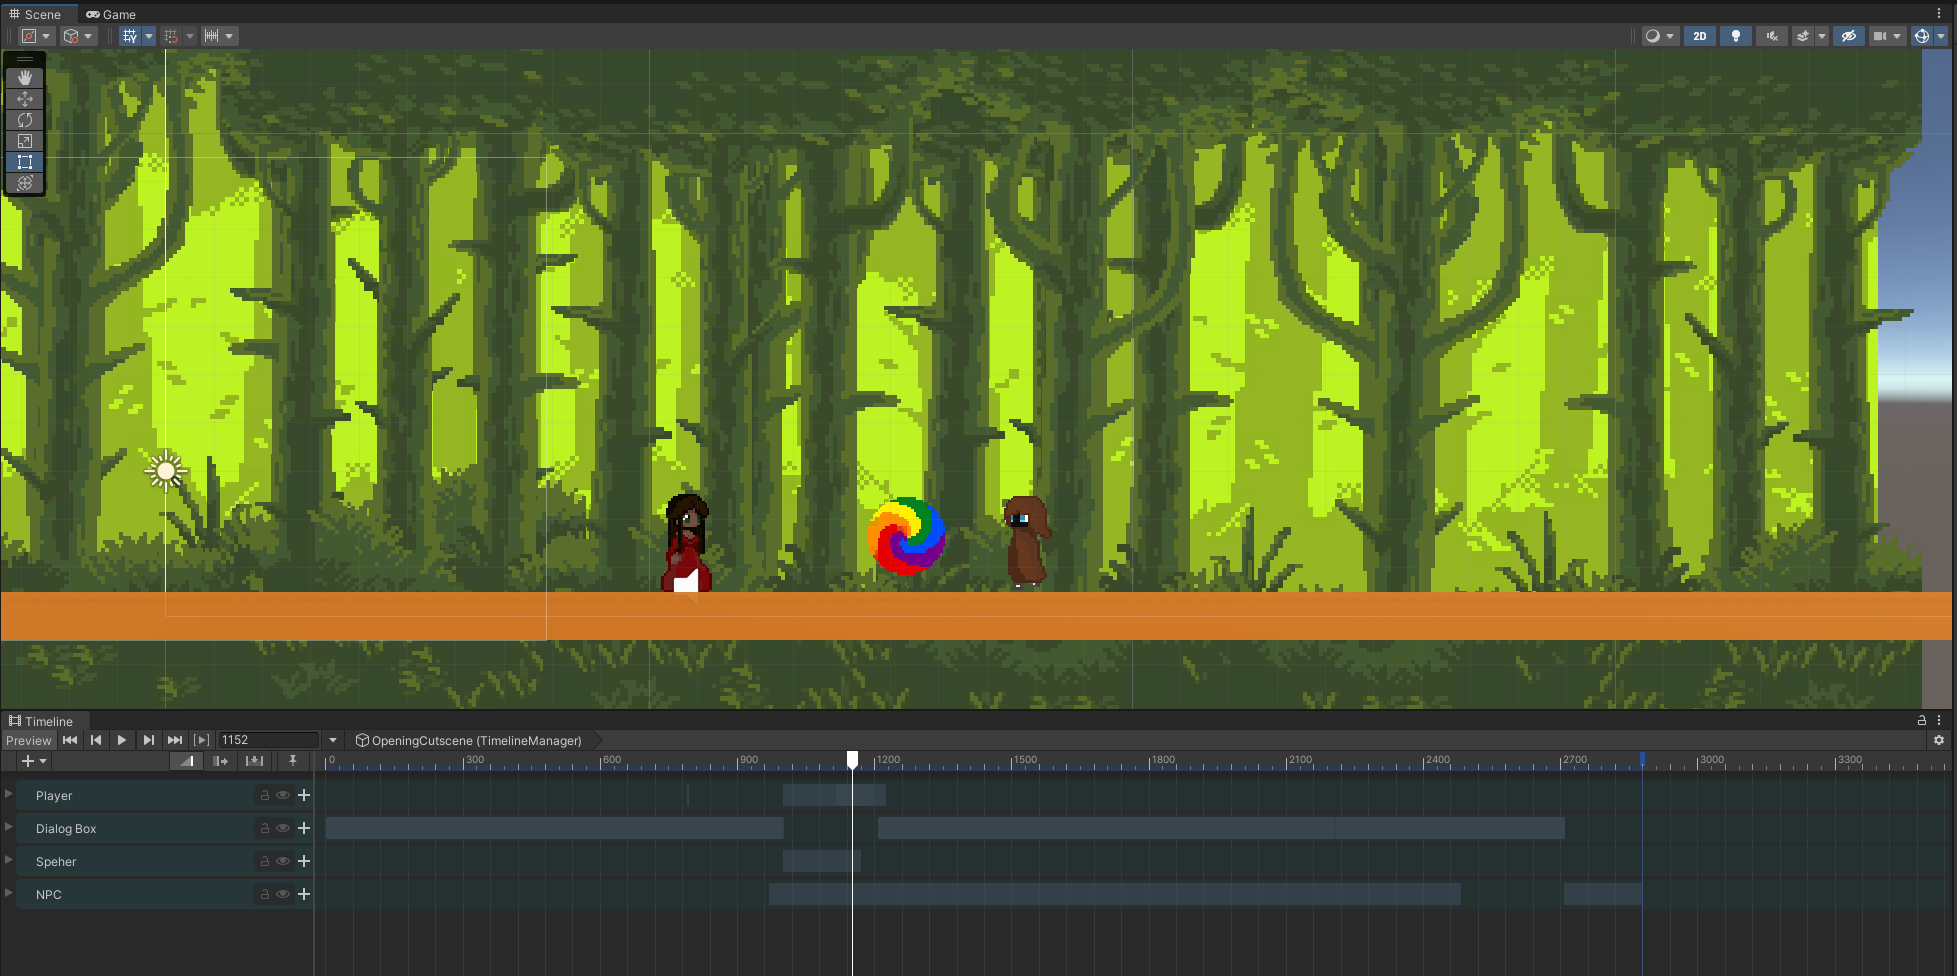 Scene Game
2D
Timeline
Preview 1152 OpeningCutscene (TimelineManager)
0 300 600 900 1200 1500 1800 2100 2400 2700 3000 3300
Player
Dialog Box
Speher
NPC